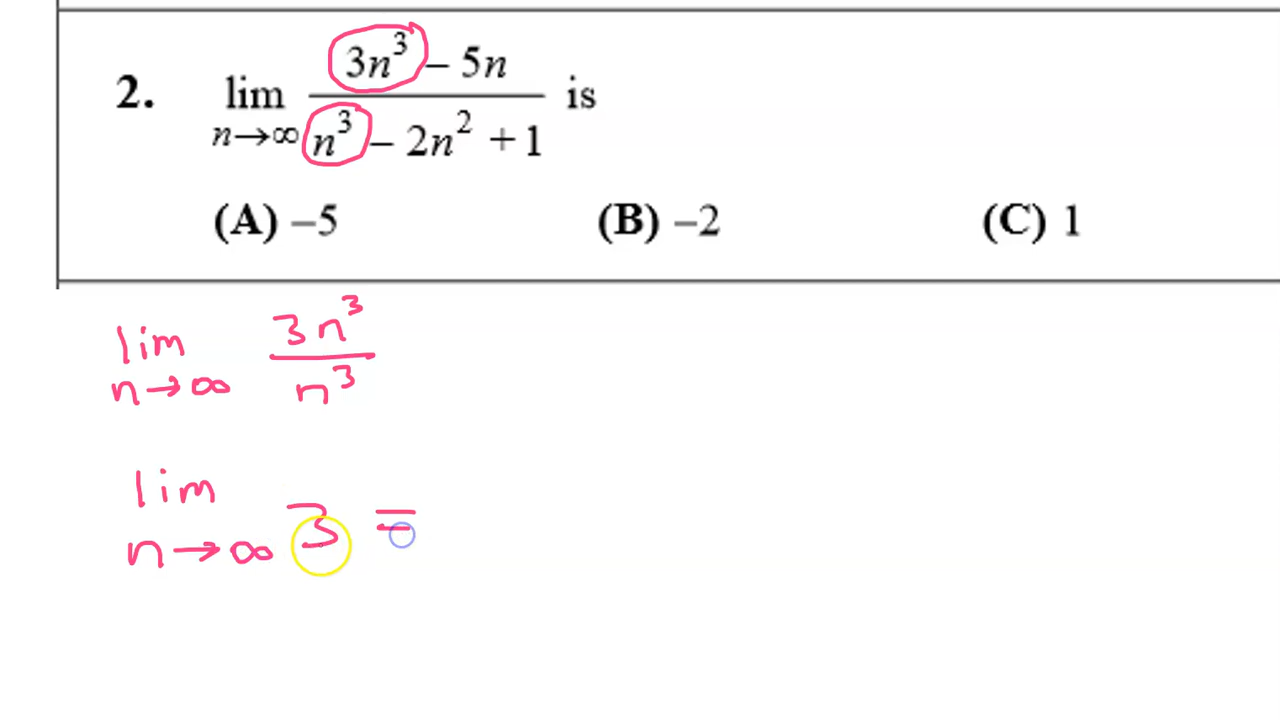 2. lim n→∞ (3n³ – 5n)/(n³ – 2n² + 1) is
(A) –5 (B) –2 (C) 1
lim n→∞ 3n³/n³
lim n→∞ 3 =